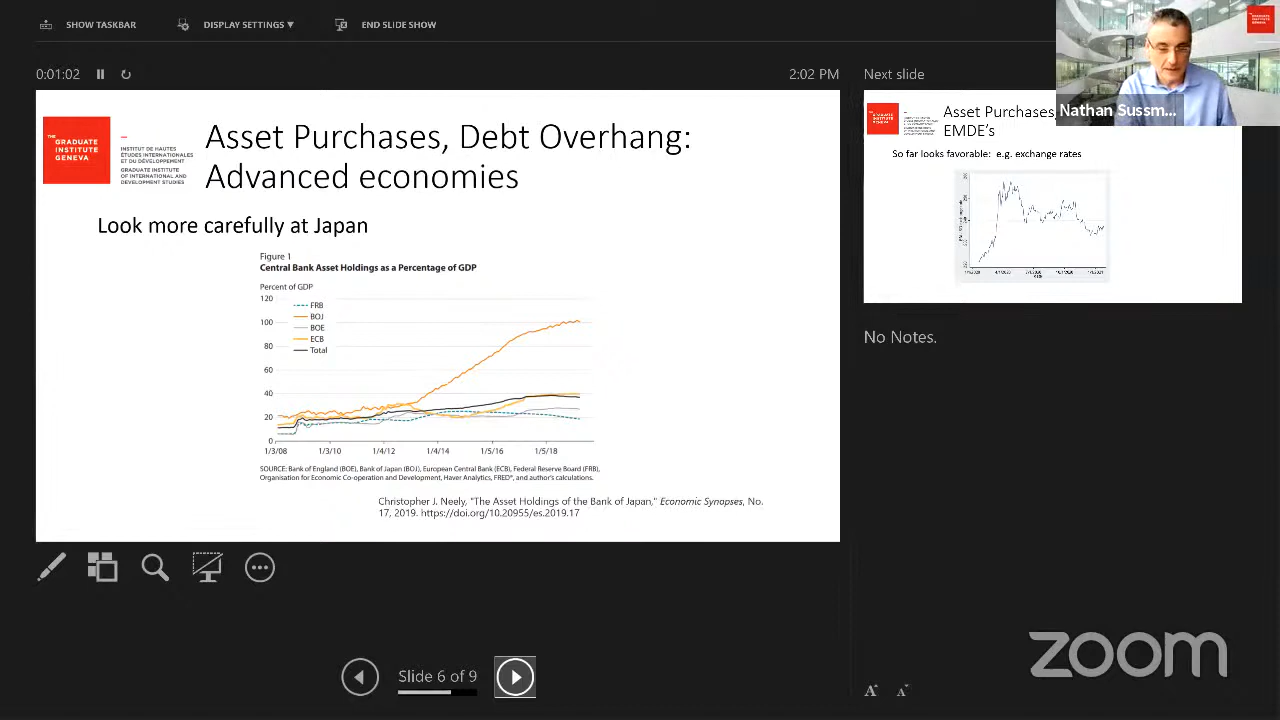 SHOW TASKBAR
DISPLAY SETTINGS ▼
END SLIDE SHOW
0:01:02
2:02 PM
Next slide
Nathan Sussm...
THE
GRADUATE
INSTITUTE
GENEVA
INSTITUT DE HAUTES
ÉTUDES INTERNATIONALES
ET DU DÉVELOPPEMENT
GRADUATE INSTITUTE
OF INTERNATIONAL AND
DEVELOPMENT STUDIES
Asset Purchases, Debt Overhang:
Advanced economies
Look more carefully at Japan
Figure 1
Central Bank Asset Holdings as a Percentage of GDP
Percent of GDP
120
100
80
60
40
20
0
FRB
BOJ
BOE
ECB
Total
1/3/08
1/3/10
1/4/12
1/4/14
1/5/16
1/5/18
SOURCE: Bank of England (BOE), Bank of Japan (BOJ), European Central Bank (ECB), Federal Reserve Board (FRB),
Organisation for Economic Co-operation and Development, Haver Analytics, FRED®, and author's calculations.
Christopher J. Neely, "The Asset Holdings of the Bank of Japan," Economic Synopses, No.
17, 2019. https://doi.org/10.20955/es.2019.17
Asset Purchases,
EMDE's
So far looks favorable: e.g. exchange rates
No Notes.
Slide 6 of 9
zoom